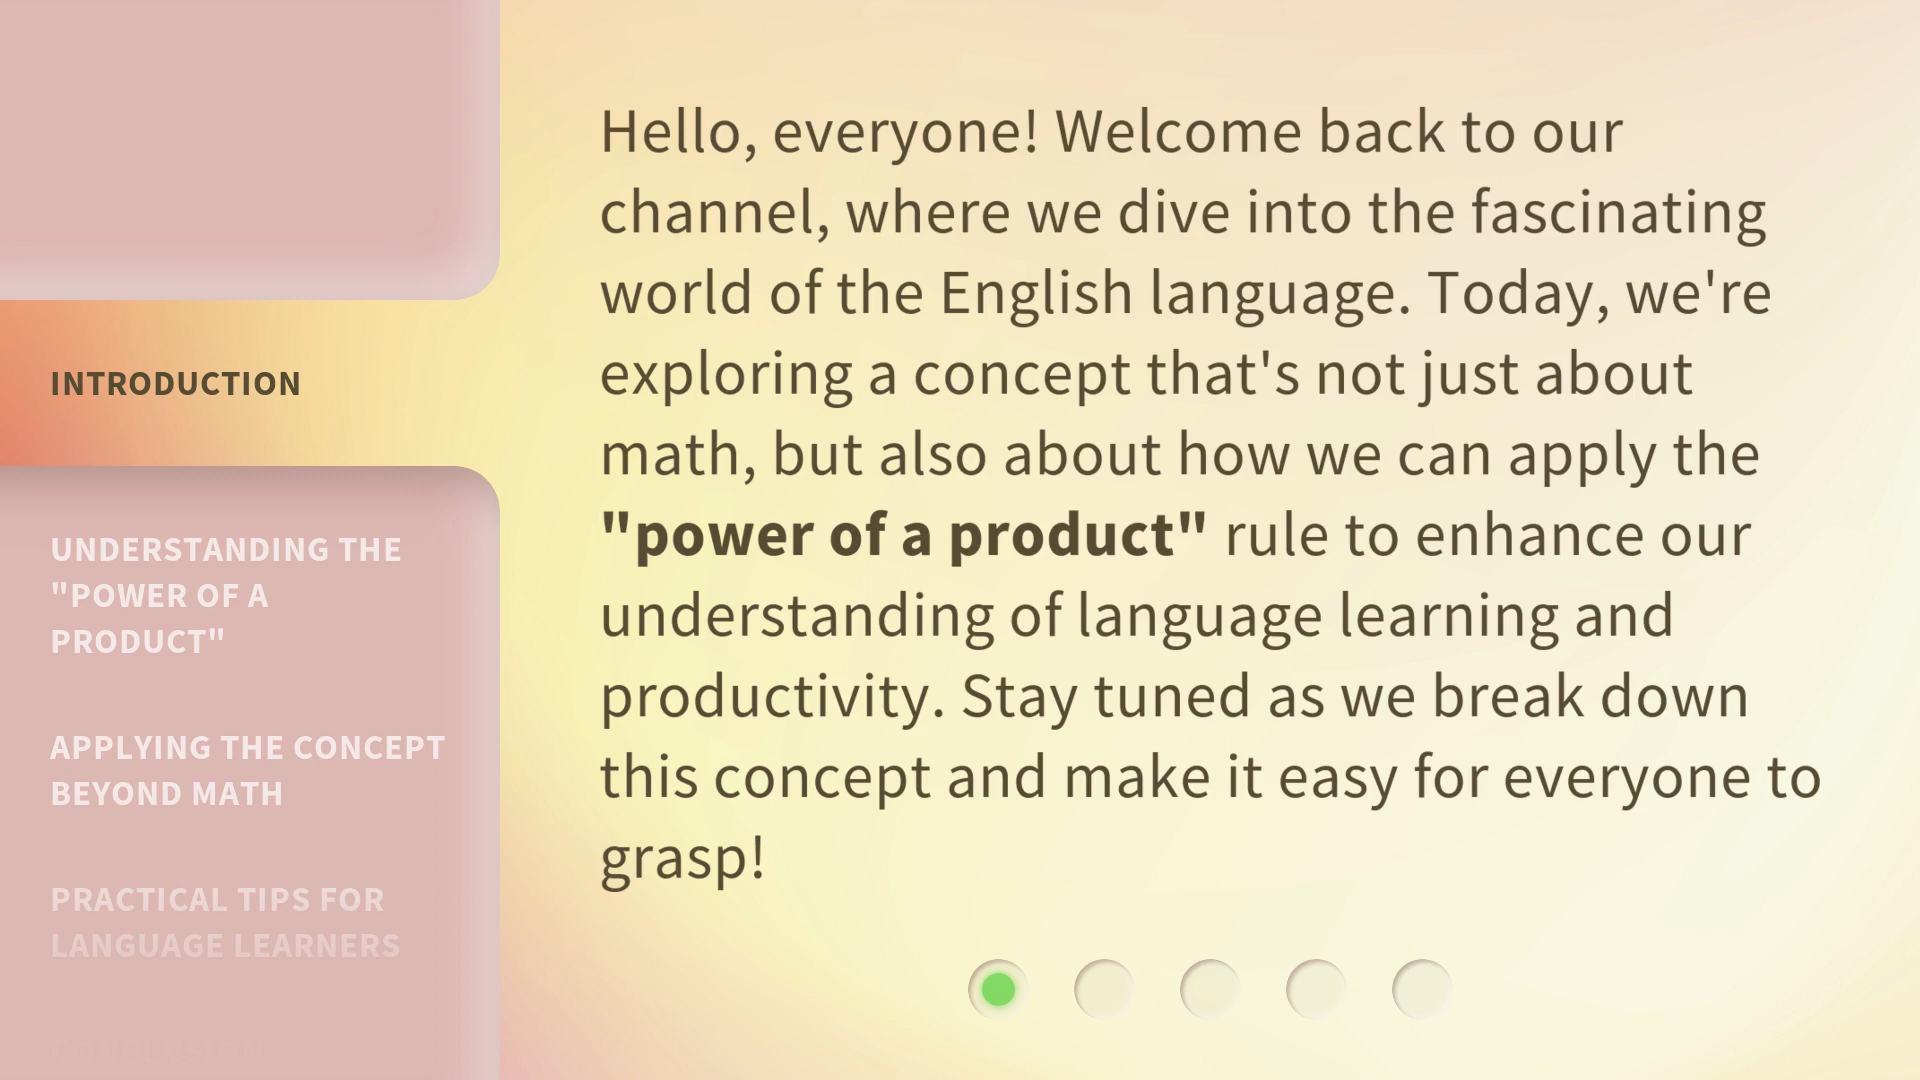 INTRODUCTION
UNDERSTANDING THE
"POWER OF A
PRODUCT"
APPLYING THE CONCEPT
BEYOND MATH
PRACTICAL TIPS FOR
LANGUAGE LEARNERS
CONCLUSION
Hello, everyone! Welcome back to our
channel, where we dive into the fascinating
world of the English language. Today, we're
exploring a concept that's not just about
math, but also about how we can apply the
"power of a product" rule to enhance our
understanding of language learning and
productivity. Stay tuned as we break down
this concept and make it easy for everyone to
grasp!